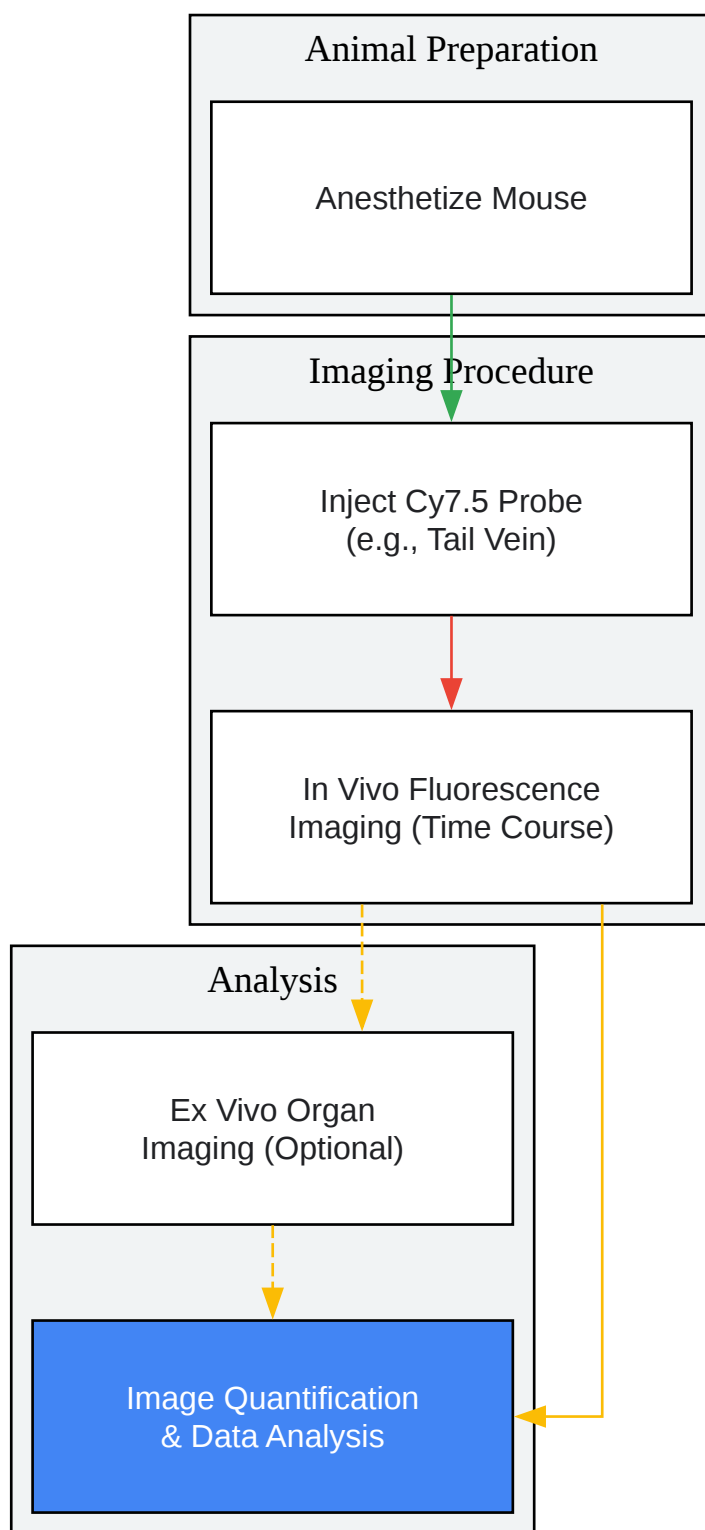 Animal Preparation
Anesthetize Mouse
Imaging Procedure
Inject Cy7.5 Probe
(e.g., Tail Vein)
In Vivo Fluorescence
Imaging (Time Course)
Analysis
Ex Vivo Organ
Imaging (Optional)
Image Quantification
& Data Analysis